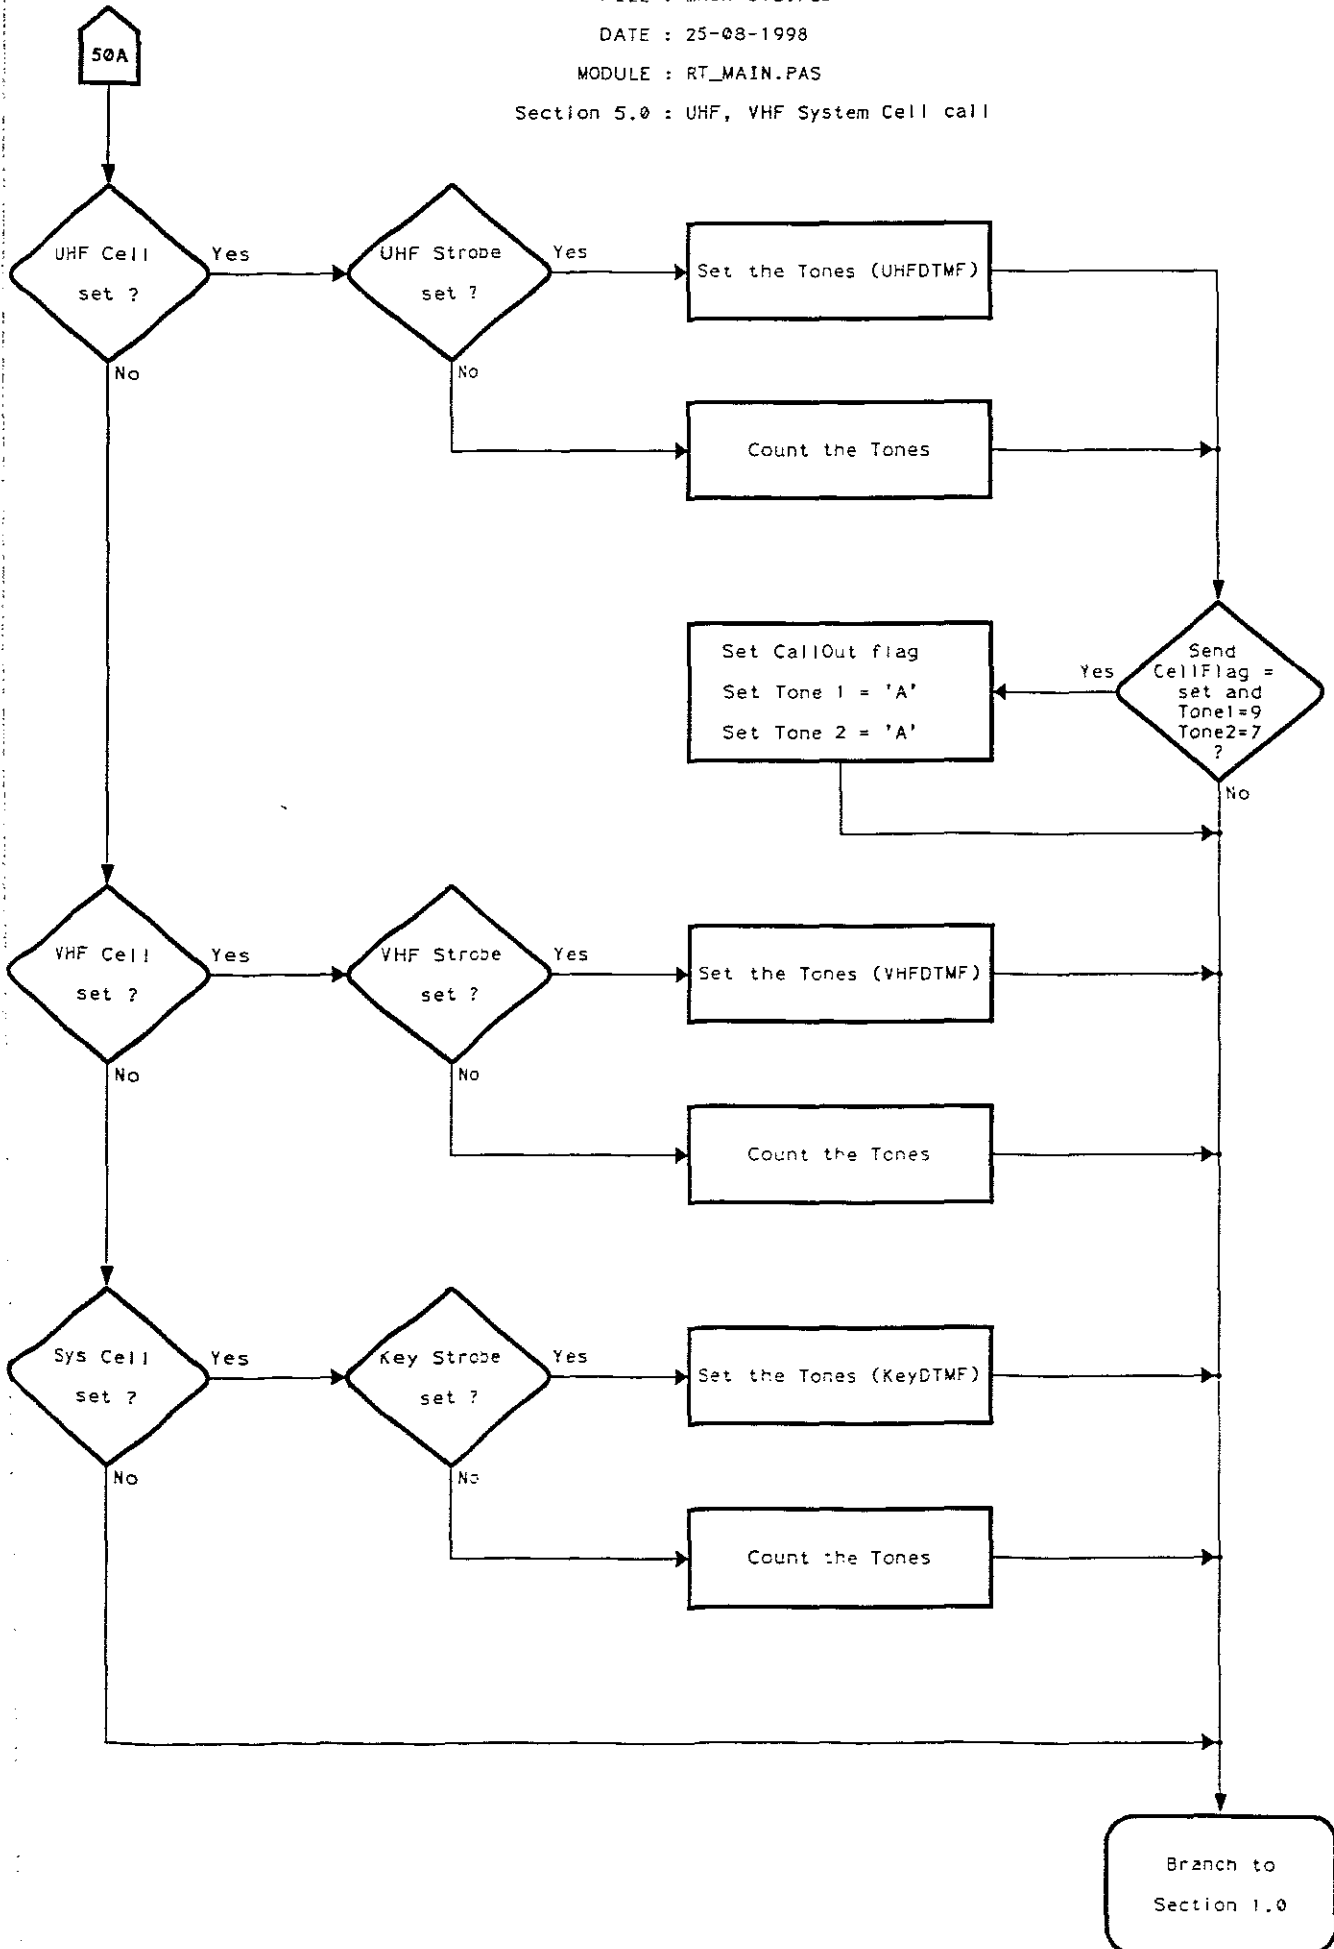 DATE : 25-08-1998
MODULE : RT_MAIN.PAS
Section 5.0 : UHF, VHF System Cell call
50A
UHF Cell
set ?
Yes
No
UHF Strobe
set ?
Yes
No
Set the Tones (UHFDTMF)
Count the Tones
Send
CellFlag =
set and
Tone1=9
Tone2=7
?
Yes
No
Set CallOut flag
Set Tone 1 = 'A'
Set Tone 2 = 'A'
VHF Cell
set ?
Yes
No
VHF Strobe
set ?
Yes
No
Set the Tones (VHFDTMF)
Count the Tones
Sys Cell
set ?
Yes
No
Key Strobe
set ?
Yes
No
Set the Tones (KeyDTMF)
Count the Tones
Branch to
Section 1.0